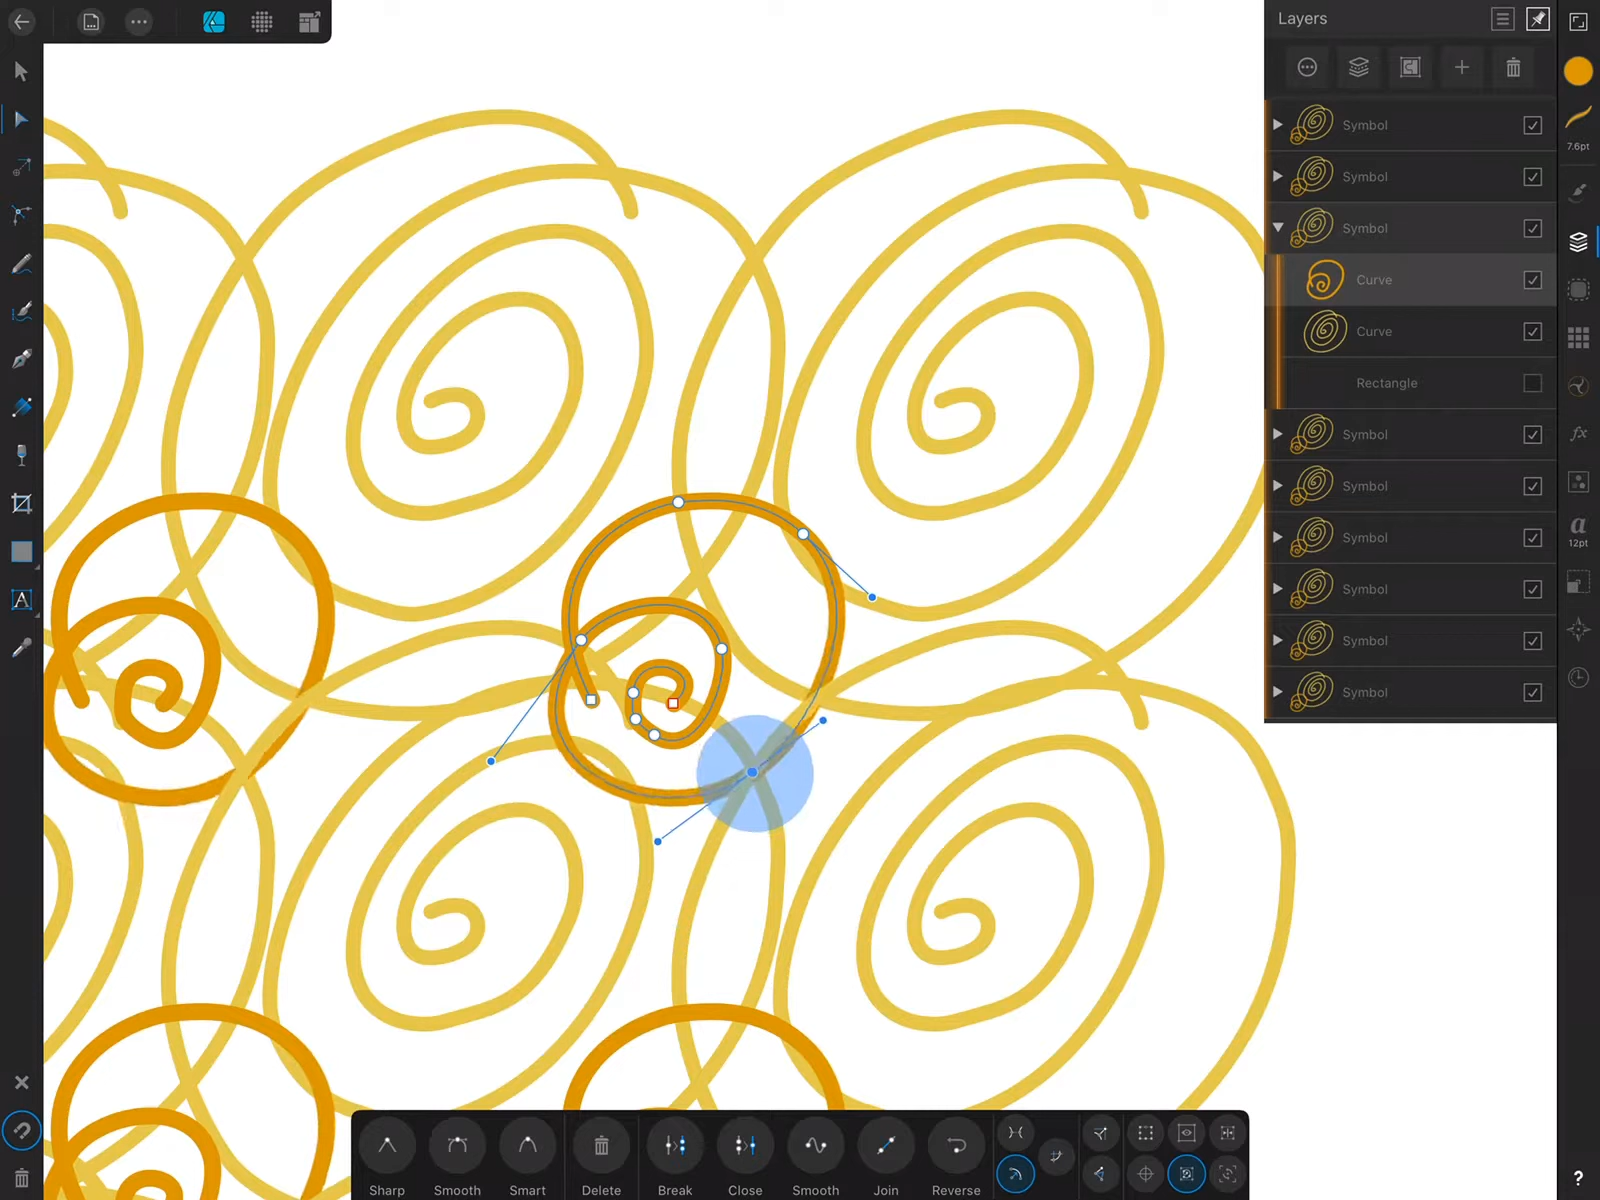 Layers
Symbol
7.6pt
Symbol
Symbol
Curve
Curve
Rectangle
Symbol
fx
Symbol
a
12pt
Symbol
Symbol
Symbol
Symbol
A
Sharp
Smooth
Smart
Delete
Break
Close
Smooth
Join
Reverse
?